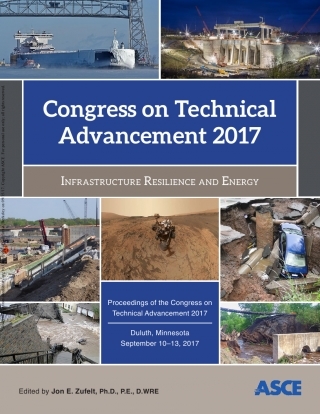 Congress on Technical
Advancement 2017
Infrastructure Resilience and Energy
Proceedings of the Congress on
Technical Advancement 2017
Duluth, Minnesota
September 10–13, 2017
Edited by Jon E. Zufelt, Ph.D., P.E., D.WRE
ASCE